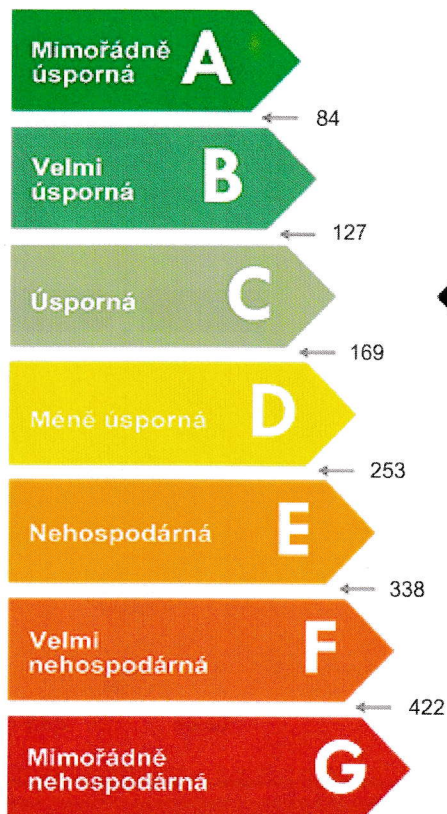 Mimořádně
úsporná
A
84
Velmi
úsporná
B
127
Úsporná
C
169
Méně úsporná
D
253
Nehospodárná
E
338
Velmi
nehospodárná
F
422
Mimořádně
nehospodárná
G